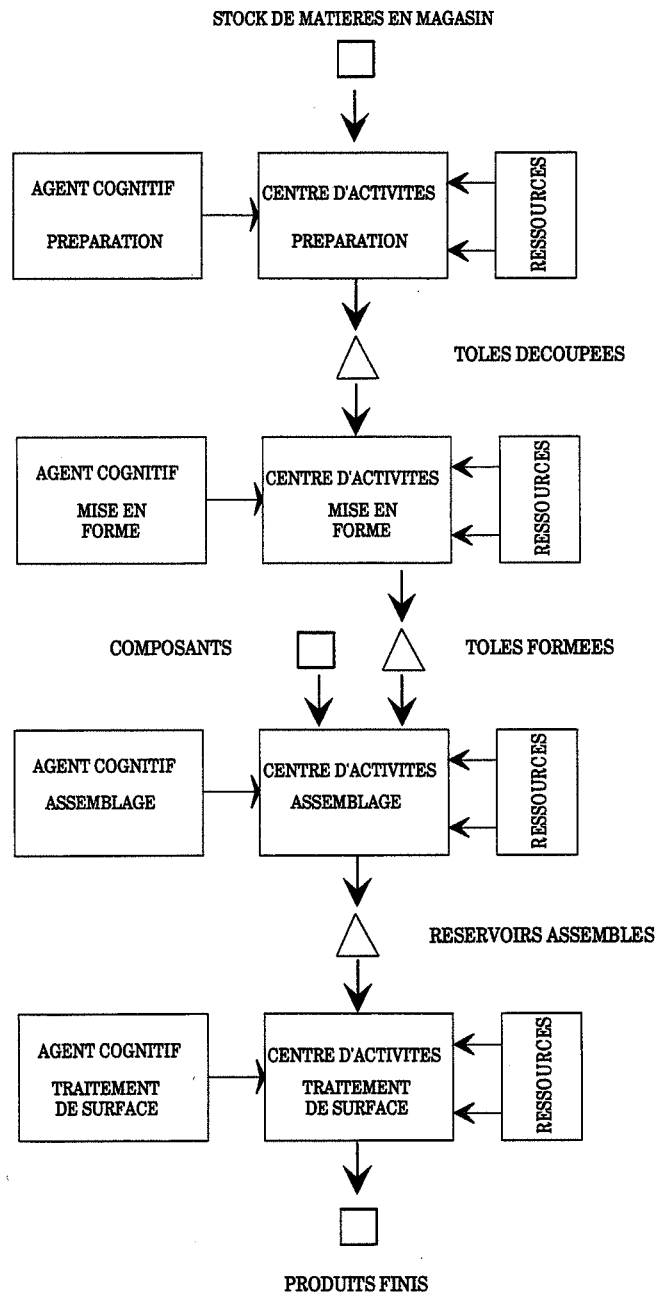 STOCK DE MATIERES EN MAGASIN
AGENT COGNITIF
PREPARATION
CENTRE D'ACTIVITES
PREPARATION
RESSOURCES
TOLES DECOUPEES
AGENT COGNITIF
MISE EN
FORME
CENTRE D'ACTIVITES
MISE EN
FORME
RESSOURCES
COMPOSANTS
TOLES FORMEES
AGENT COGNITIF
ASSEMBLAGE
CENTRE D'ACTIVITES
ASSEMBLAGE
RESSOURCES
RESERVOIRS ASSEMBLES
AGENT COGNITIF
TRAITEMENT
DE SURFACE
CENTRE D'ACTIVITES
TRAITEMENT
DE SURFACE
RESSOURCES
PRODUITS FINIS